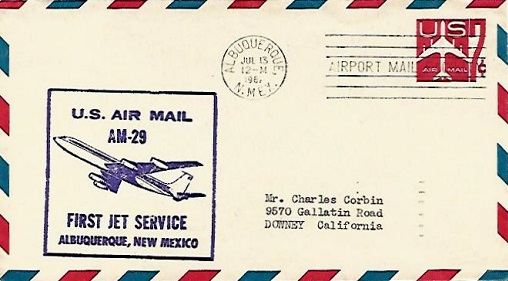 U.S. AIR MAIL
AM-29
FIRST JET SERVICE
ALBUQUERQUE, NEW MEXICO
ALBUQUERQUE
JUL 13
12-M
N.MEX.
AIRPORT MAIL
US
7¢
AIR MAIL
Mr. Charles Corbin
9570 Gallatin Road
DOWNEY California